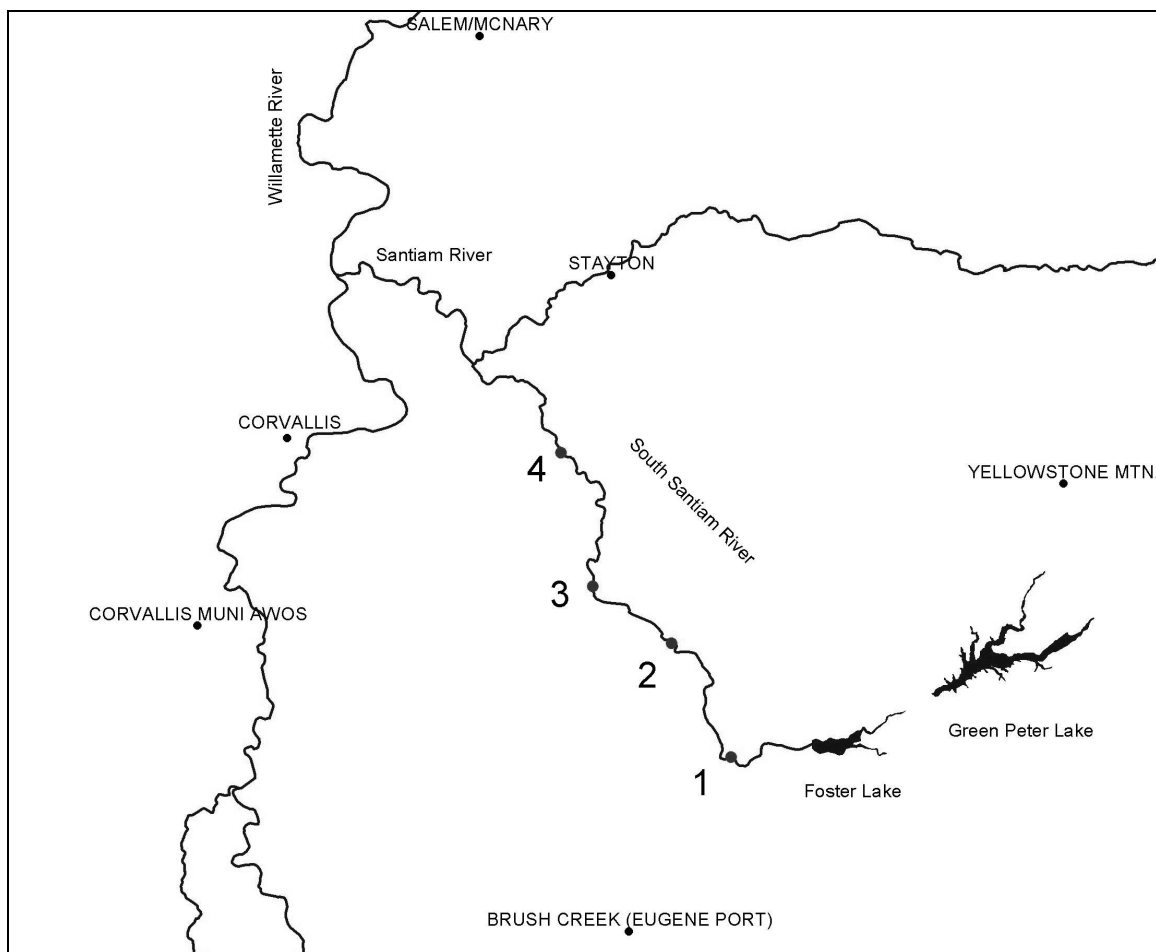 SALEM/MCNARY
Willamette River
Santiam River
STAYTON
CORVALLIS
4
South Santiam River
YELLOWSTONE MTN.
3
CORVALLIS MUNI AWOS
2
Green Peter Lake
1
Foster Lake
BRUSH CREEK (EUGENE PORT)